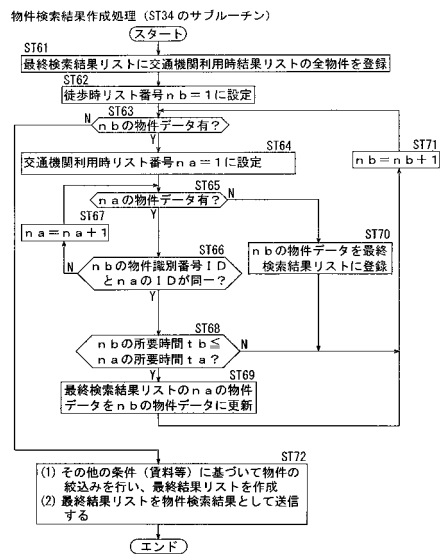 物件検索結果作成処理（ST34のサブルーチン）
スタート
ST61
最終検索結果リストに交通機関利用時結果リストの全物件を登録
ST62
徒歩時リスト番号nb＝1に設定
ST63
N
nbの物件データ有？
Y
ST64
交通機関利用時リスト番号na＝1に設定
ST71
nb＝nb＋1
ST65
naの物件データ有？
N
Y
ST67
na＝na＋1
ST70
nbの物件データを最終
検索結果リストに登録
ST66
nbの物件識別番号ID
とnaのIDが同一？
N
Y
ST68
nbの所要時間tb≦
naの所要時間ta？
N
Y
ST69
最終検索結果リストのnaの物件
データをnbの物件データに更新
ST72
(1) その他の条件（賃料等）に基づいて物件の
絞込みを行い、最終結果リストを作成
(2) 最終結果リストを物件検索結果として送信
する
エンド